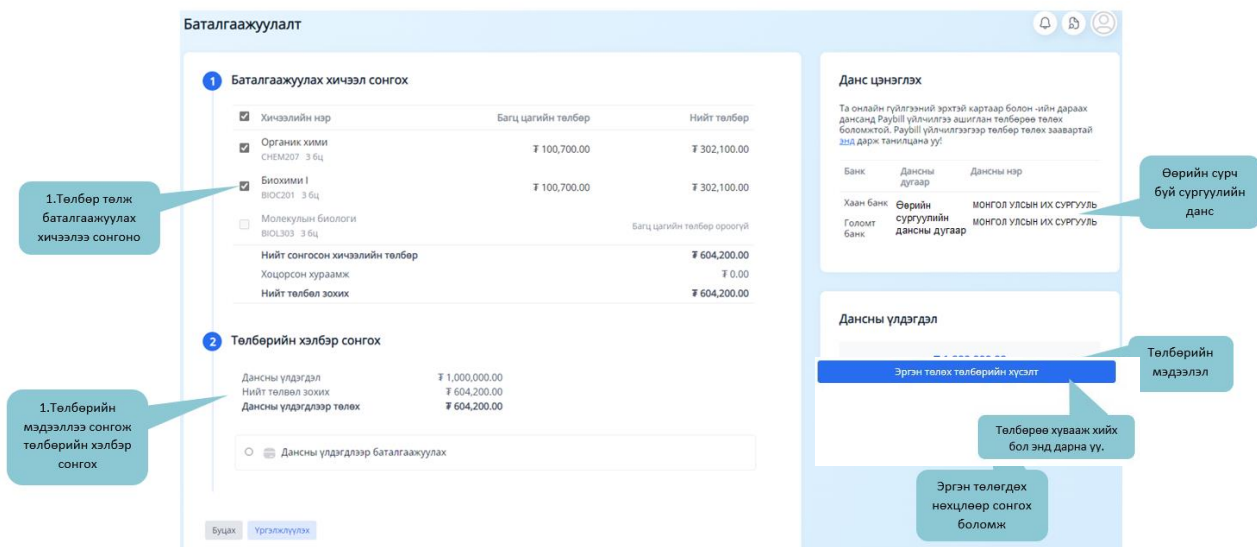 Баталгаажуулалт
1 Баталгаажуулах хичээл сонгох
Хичээлийн нэр Багц цагийн төлбөр Нийт төлбөр
Органик хими ₮ 100,700.00 ₮ 302,100.00
CHEM207 3 бц
Биохими I ₮ 100,700.00 ₮ 302,100.00
BIOC201 3 бц
Молекулын биологи Багц цагийн төлбөр ороогүй
BIOL303 3 бц
Нийт сонгосон хичээлийн төлбөр ₮ 604,200.00
Хоцорсон хураамж ₮ 0.00
Нийт төлбөл зохих ₮ 604,200.00
2 Төлбөрийн хэлбэр сонгох
Дансны үлдэгдэл ₮ 1,000,000.00
Нийт төлвөл зохих ₮ 604,200.00
Дансны үлдэгдлээр төлөх ₮ 604,200.00
Дансны үлдэгдлээр баталгаажуулах
Буцах Үргэлжлүүлэх
Данс цэнэглэх
Та онлайн гүйлгээний эрхтэй картаар болон -ийн дараах
дансанд Paybill үйлчилгээ ашиглан төлбөрөө төлөх
боломжтой. Paybill үйлчилгээгээр төлбөр төлөх заавартай
энд дарж танилцана уу!
Банк Дансны Дансны нэр
дугаар
Хаан банк Өөрийн МОНГОЛ УЛСЫН ИХ СУРГУУЛЬ
Голомт сургуулийн МОНГОЛ УЛСЫН ИХ СУРГУУЛЬ
банк дансны дугаар
Дансны үлдэгдэл
Эргэн төлөх төлбөрийн хүсэлт
1.Төлбөр төлж
баталгаажуулах
хичээлээ сонгоно
1.Төлбөрийн
мэдээллээ сонгож
төлбөрийн хэлбэр
сонгох
Өөрийн сурч
буй сургуулийн
данс
Төлбөрийн
мэдээлэл
Төлбөрөө хувааж хийх
бол энд дарна уу.
Эргэн төлөгдөх
нөхцлөөр сонгох
боломж